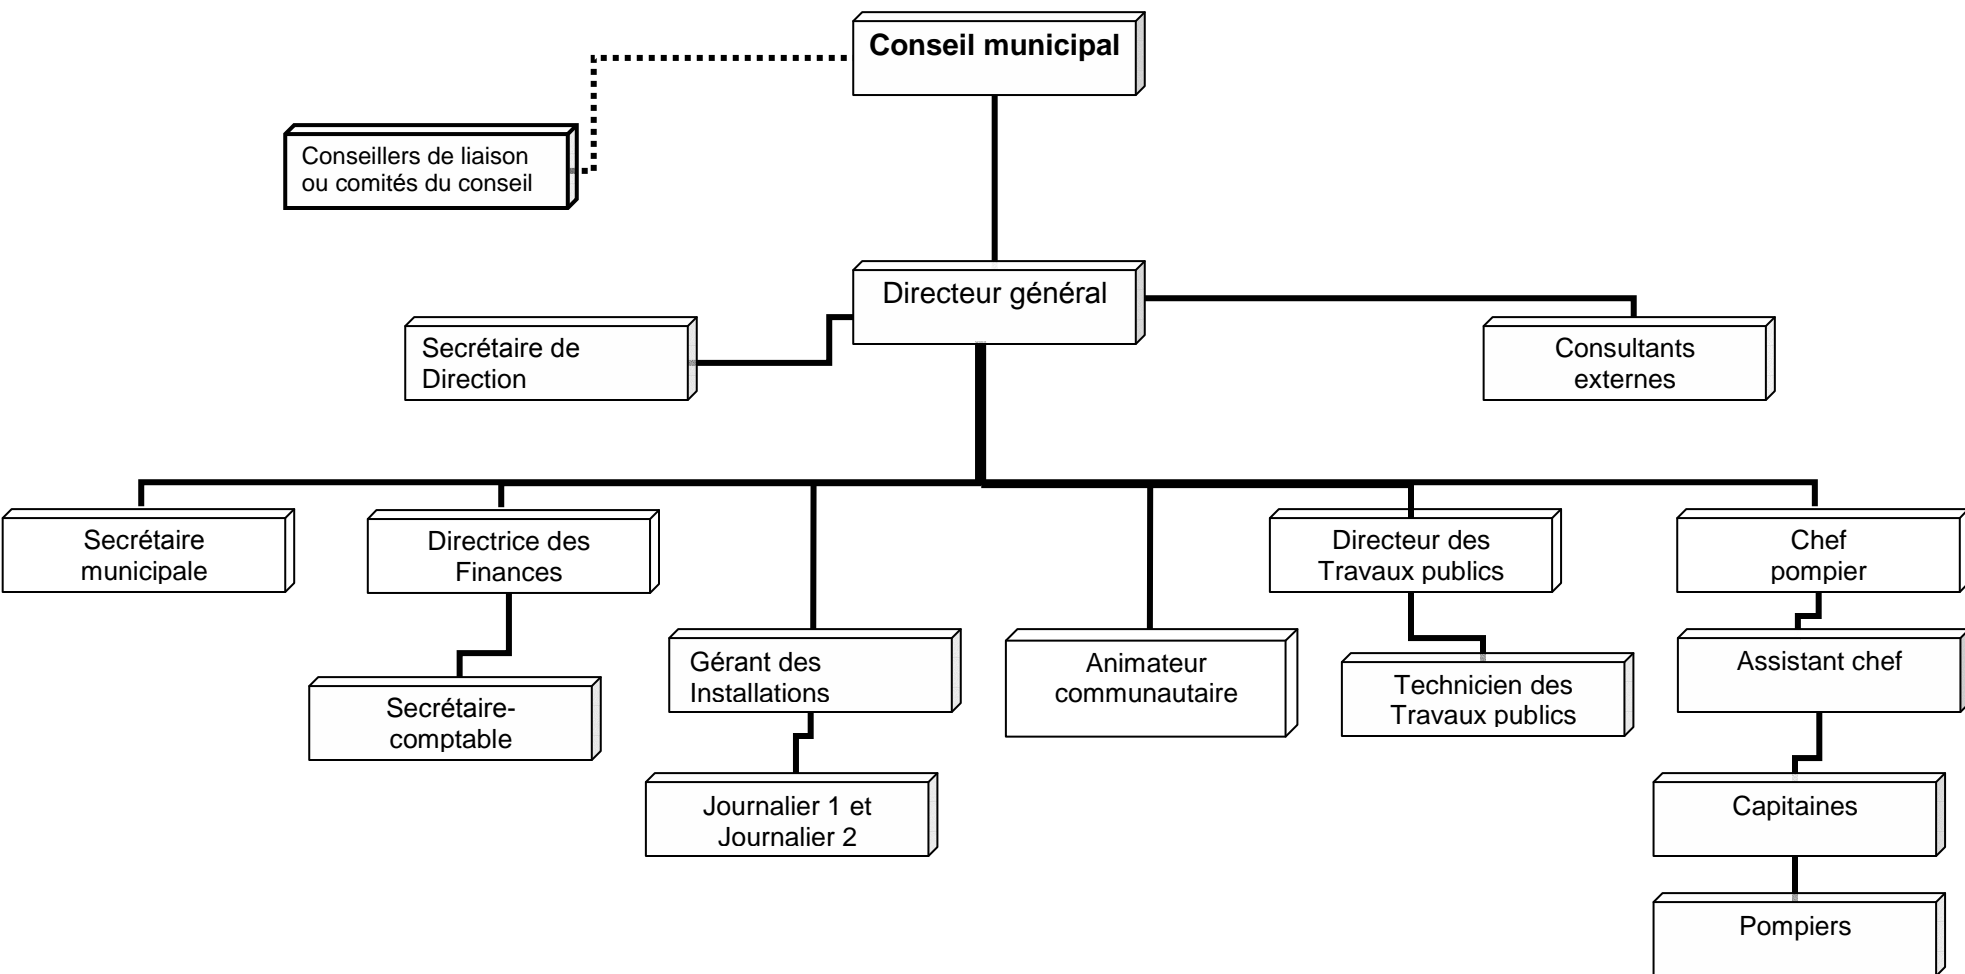 Conseil municipal
Conseillers de liaison
ou comités du conseil
Directeur général
Secrétaire de
Direction
Consultants
externes
Secrétaire
municipale
Directrice des
Finances
Directeur des
Travaux publics
Chef
pompier
Gérant des
Installations
Animateur
communautaire
Assistant chef
Technicien des
Travaux publics
Secrétaire-
comptable
Journalier 1 et
Journalier 2
Capitaines
Pompiers